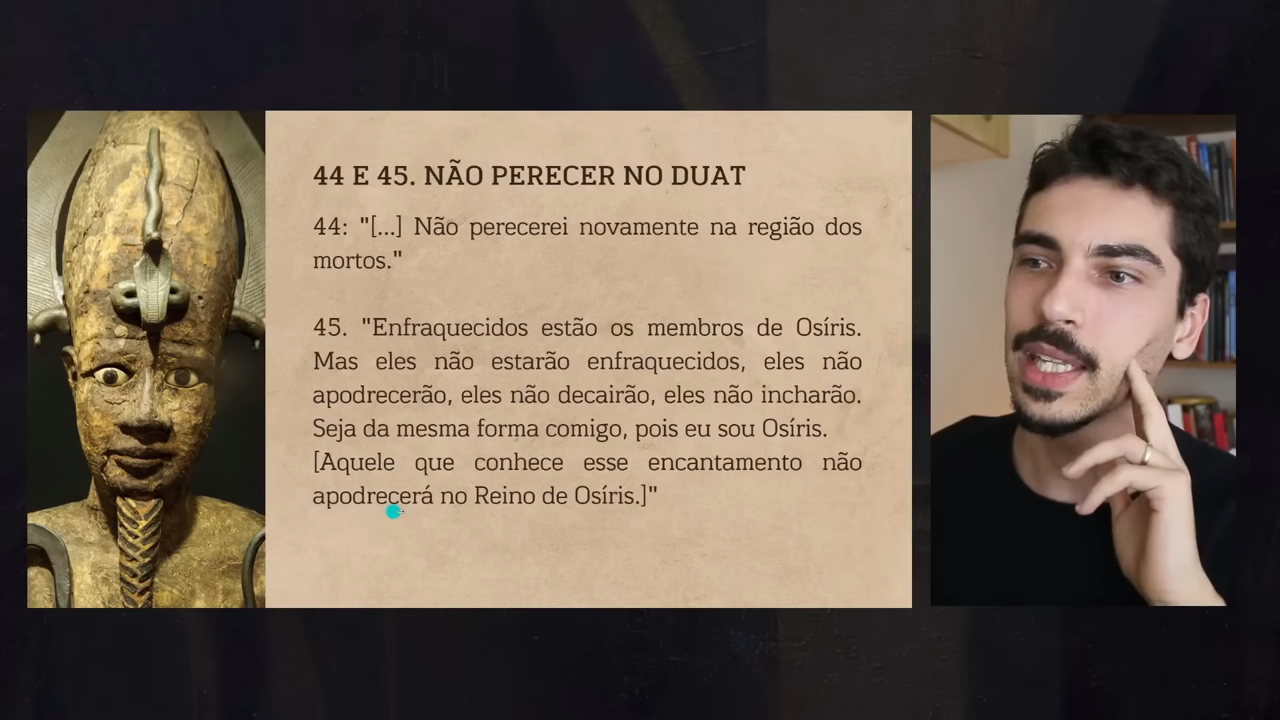 44 E 45. NÃO PERECER NO DUAT
44: "[...] Não perecerei novamente na região dos
mortos."
45. "Enfraquecidos estão os membros de Osíris.
Mas eles não estarão enfraquecidos, eles não
apodrecerão, eles não decairão, eles não incharão.
Seja da mesma forma comigo, pois eu sou Osíris.
[Aquele que conhece esse encantamento não
apodrecerá no Reino de Osíris.]"